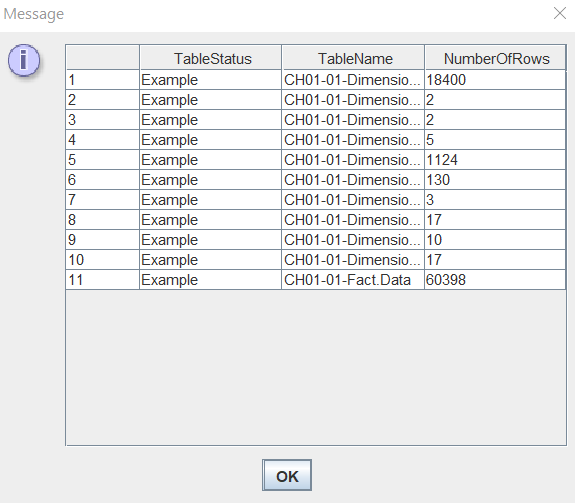 Message
TableStatus TableName NumberOfRows
1 Example CH01-01-Dimensio... 18400
2 Example CH01-01-Dimensio... 2
3 Example CH01-01-Dimensio... 2
4 Example CH01-01-Dimensio... 5
5 Example CH01-01-Dimensio... 1124
6 Example CH01-01-Dimensio... 130
7 Example CH01-01-Dimensio... 3
8 Example CH01-01-Dimensio... 17
9 Example CH01-01-Dimensio... 10
10 Example CH01-01-Dimensio... 17
11 Example CH01-01-Fact.Data 60398
OK